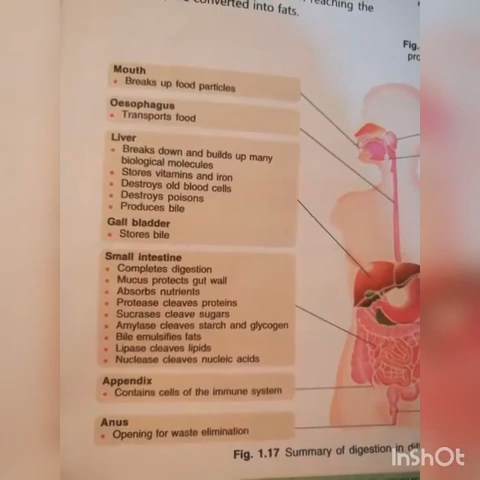 converted into fats.
reaching the
Fig.
pro
Mouth
• Breaks up food particles
Oesophagus
• Transports food
Liver
• Breaks down and builds up many
biological molecules
• Stores vitamins and iron
• Destroys old blood cells
• Destroys poisons
• Produces bile
Gall bladder
• Stores bile
Small intestine
• Completes digestion
• Mucus protects gut wall
• Absorbs nutrients
• Protease cleaves proteins
• Sucrases cleave sugars
• Amylase cleaves starch and glycogen
• Bile emulsifies fats
• Lipase cleaves lipids
• Nuclease cleaves nucleic acids
Appendix
• Contains cells of the immune system
Anus
• Opening for waste elimination
Fig. 1.17 Summary of digestion in
InShOt